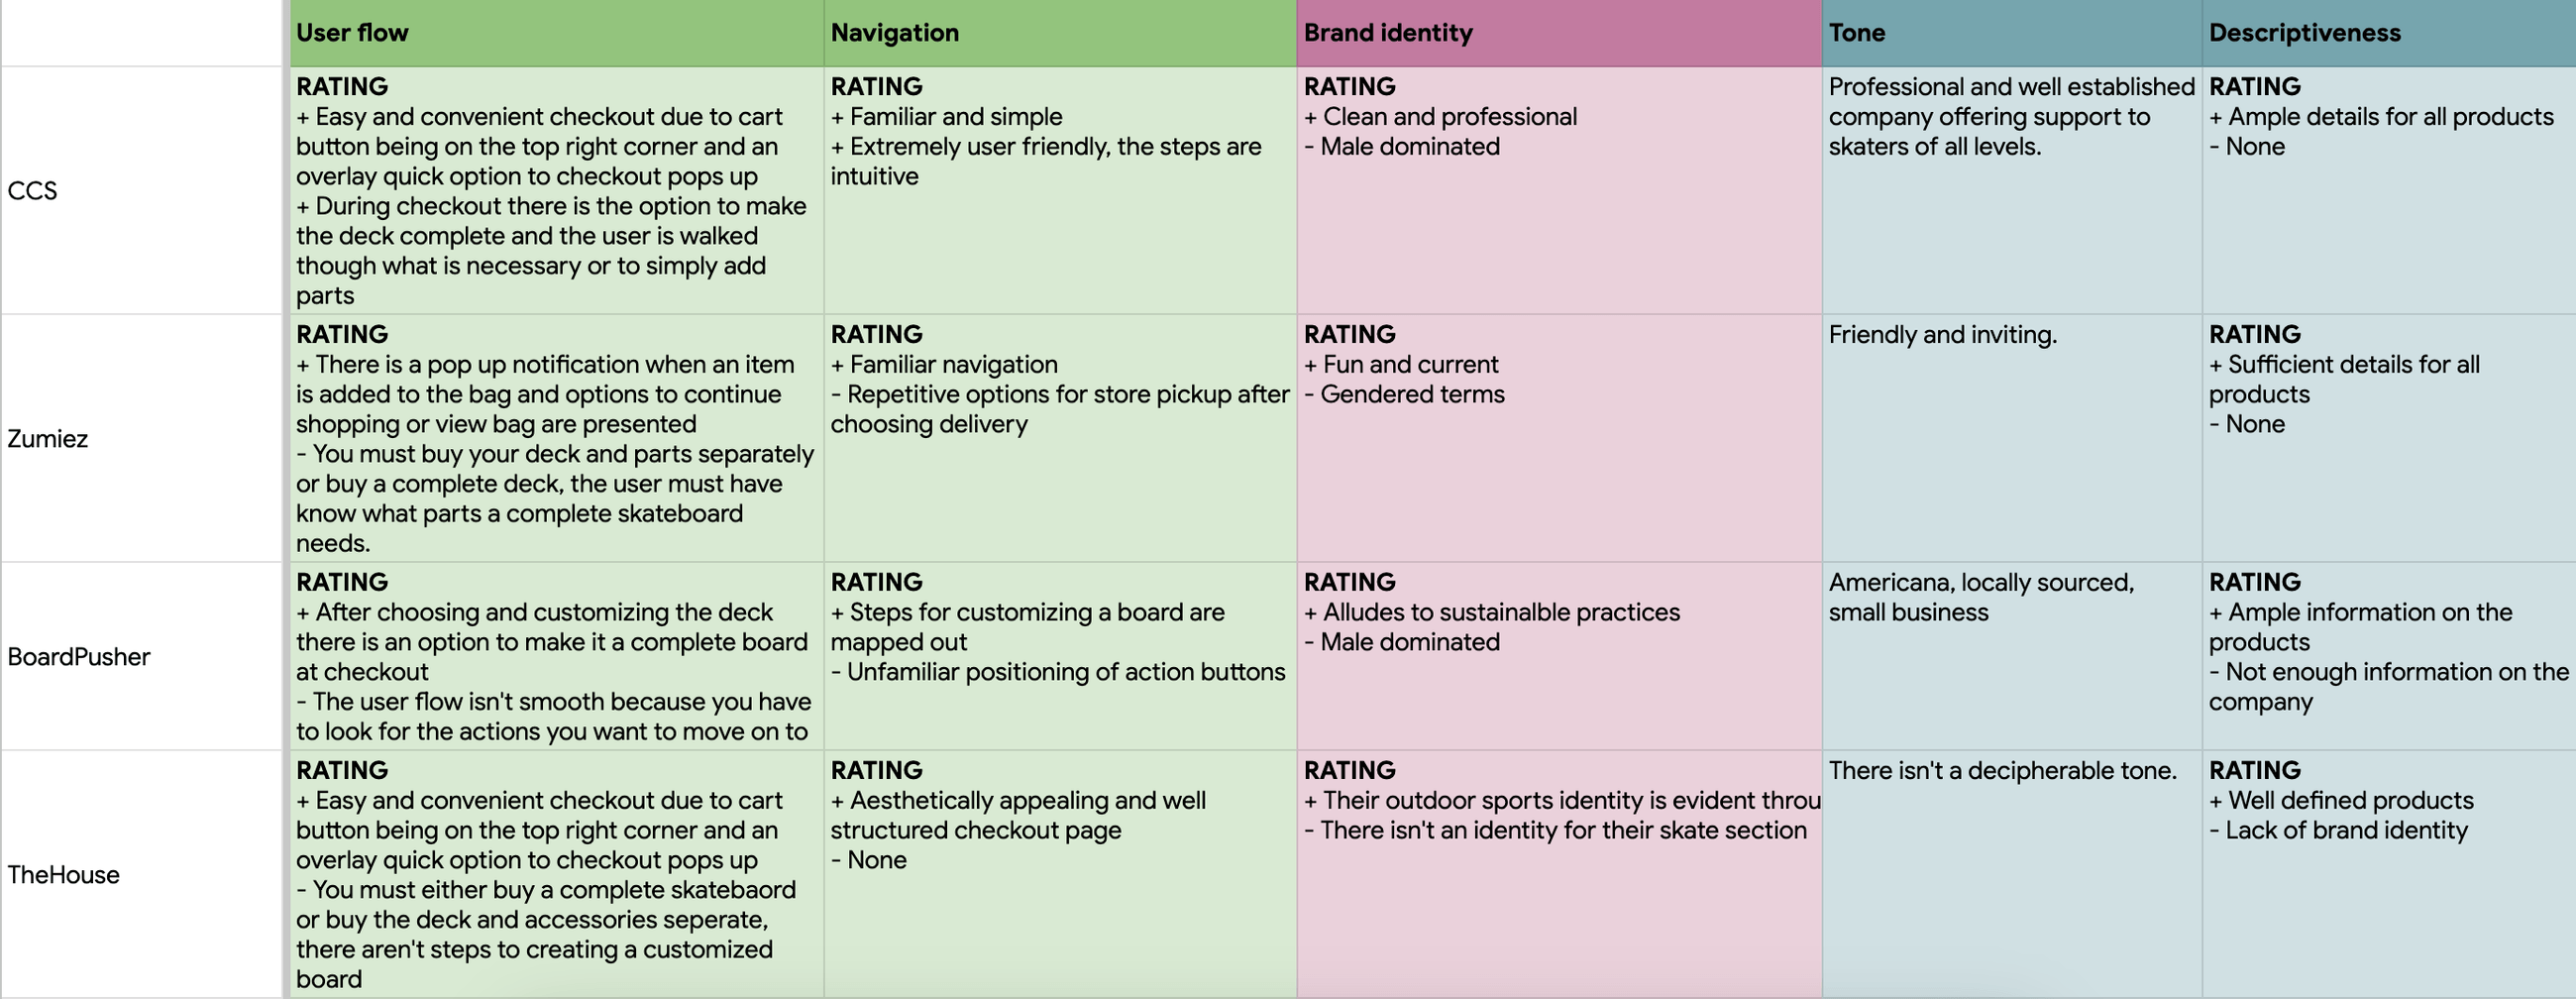 User flow
Navigation
Brand identity
Tone
Descriptiveness
CCS
RATING
+ Easy and convenient checkout due to cart
button being on the top right corner and an
overlay quick option to checkout pops up
+ During checkout there is the option to make
the deck complete and the user is walked
though what is necessary or to simply add
parts
RATING
+ Familiar and simple
+ Extremely user friendly, the steps are
intuitive
RATING
+ Clean and professional
- Male dominated
Professional and well established
company offering support to
skaters of all levels.
RATING
+ Ample details for all products
- None
Zumiez
RATING
+ There is a pop up notification when an item
is added to the bag and options to continue
shopping or view bag are presented
- You must buy your deck and parts separately
or buy a complete deck, the user must have
know what parts a complete skateboard
needs.
RATING
+ Familiar navigation
- Repetitive options for store pickup after
choosing delivery
RATING
+ Fun and current
- Gendered terms
Friendly and inviting.
RATING
+ Sufficient details for all
products
- None
BoardPusher
RATING
+ After choosing and customizing the deck
there is an option to make it a complete board
at checkout
- The user flow isn't smooth because you have
to look for the actions you want to move on to
RATING
+ Steps for customizing a board are
mapped out
- Unfamiliar positioning of action buttons
RATING
+ Alludes to sustainalble practices
- Male dominated
Americana, locally sourced,
small business
RATING
+ Ample information on the
products
- Not enough information on the
company
TheHouse
RATING
+ Easy and convenient checkout due to cart
button being on the top right corner and an
overlay quick option to checkout pops up
- You must either buy a complete skatebaord
or buy the deck and accessories seperate,
there aren't steps to creating a customized
board
RATING
+ Aesthetically appealing and well
structured checkout page
- None
RATING
+ Their outdoor sports identity is evident throu
- There isn't an identity for their skate section
There isn't a decipherable tone.
RATING
+ Well defined products
- Lack of brand identity